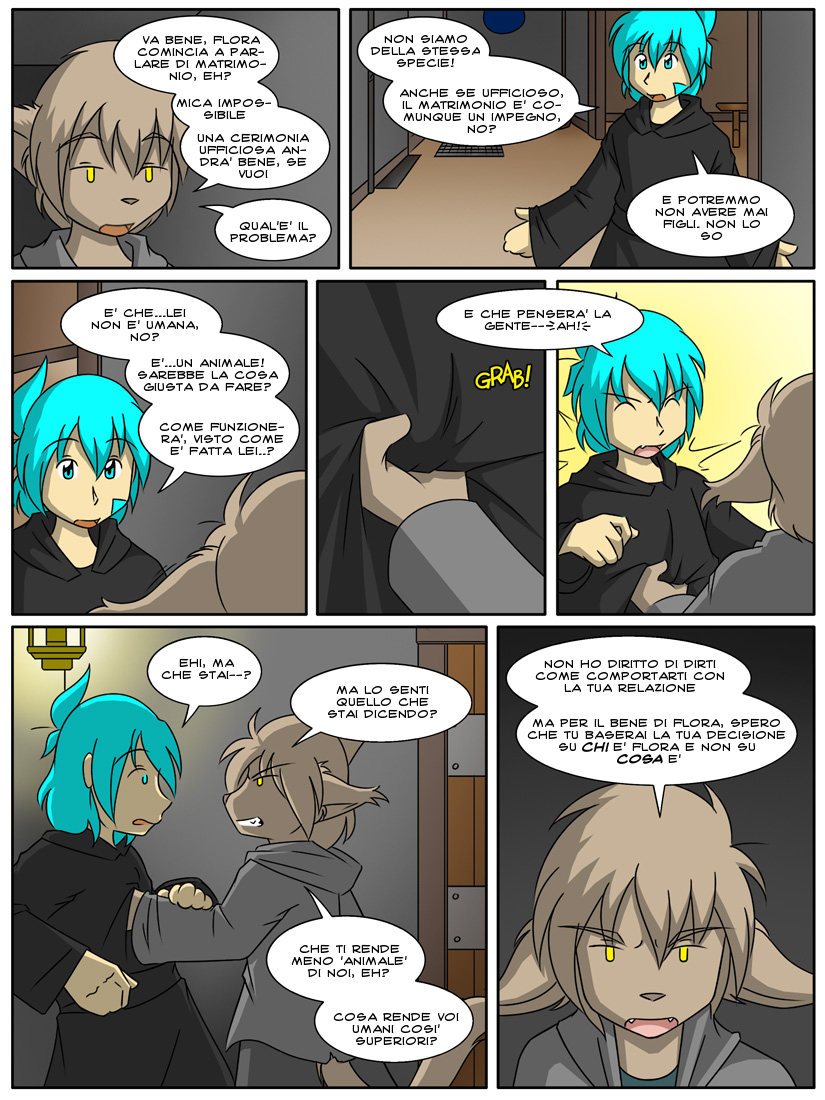 VA BENE, FLORA
COMINCIA A PAR-
LARE DI MATRIMO-
NIO, EH?
MICA IMPOS-
SIBILE
UNA CERIMONIA
UFFICIOSA AN-
DRA' BENE, SE
VUOI
QUAL'E' IL
PROBLEMA?
NON SIAMO
DELLA STESSA
SPECIE!
ANCHE SE UFFICIOSO,
IL MATRIMONIO E' CO-
MUNQUE UN IMPEGNO,
NO?
E POTREMMO
NON AVERE MAI
FIGLI. NON LO
SO
E' CHE...LEI
NON E' UMANA,
NO?
E'...UN ANIMALE!
SAREBBE LA COSA
GIUSTA DA FARE?
COME FUNZIONE-
RA', VISTO COME
E' FATTA LEI..?
GRAB!
E CHE PENSERA' LA
GENTE--AH!
EHI, MA
CHE STAI--?
MA LO SENTI
QUELLO CHE
STAI DICENDO?
CHE TI RENDE
MENO 'ANIMALE'
DI NOI, EH?
COSA RENDE VOI
UMANI COSI'
SUPERIORI?
NON HO DIRITTO DI DIRTI
COME COMPORTARTI CON
LA TUA RELAZIONE
MA PER IL BENE DI FLORA, SPERO
CHE TU BASERAI LA TUA DECISIONE
SU CHI E' FLORA E NON SU
COSA E'